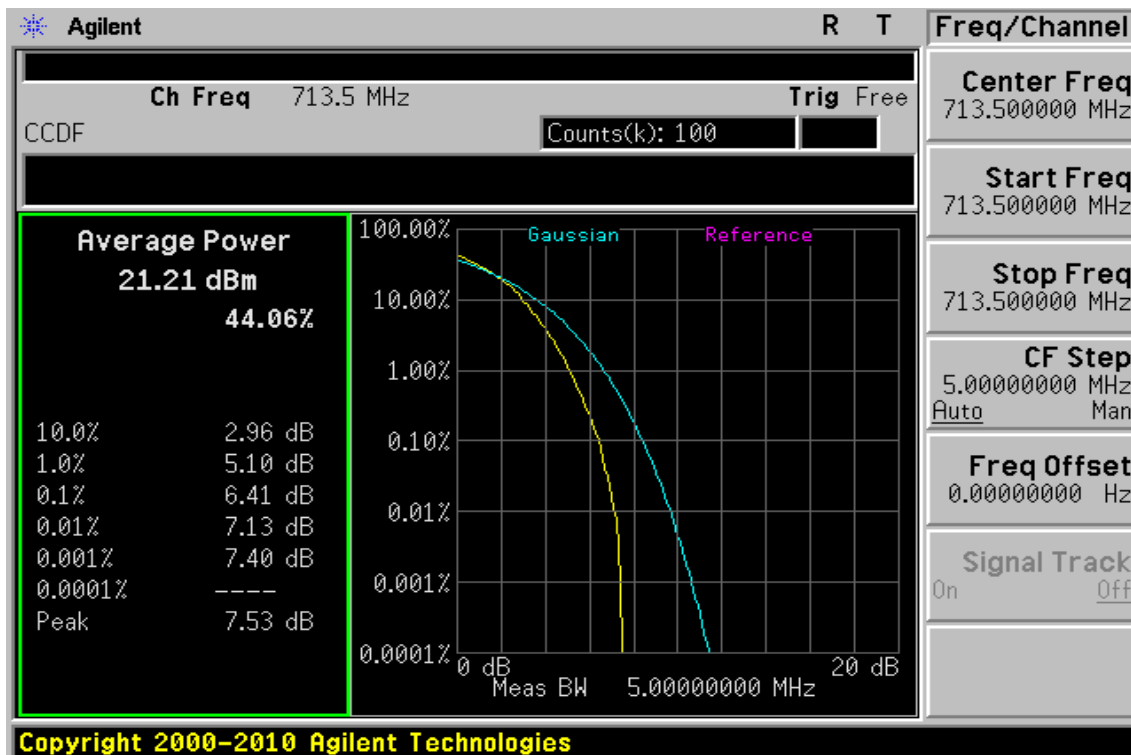 Agilent R T Freq/Channel
Ch Freq 713.5 MHz Trig Free
CCDF Counts(k): 100
Center Freq
713.500000 MHz
Start Freq
713.500000 MHz
Stop Freq
713.500000 MHz
CF Step
5.00000000 MHz
Auto Man
Freq Offset
0.00000000 Hz
Signal Track
On Off
Average Power
21.21 dBm
44.06%
10.0% 2.96 dB
1.0% 5.10 dB
0.1% 6.41 dB
0.01% 7.13 dB
0.001% 7.40 dB
0.0001% ----
Peak 7.53 dB
Gaussian Reference
100.00%
10.00%
1.00%
0.10%
0.01%
0.001%
0.0001%
0 dB 20 dB
Meas BW 5.00000000 MHz
Copyright 2000-2010 Agilent Technologies